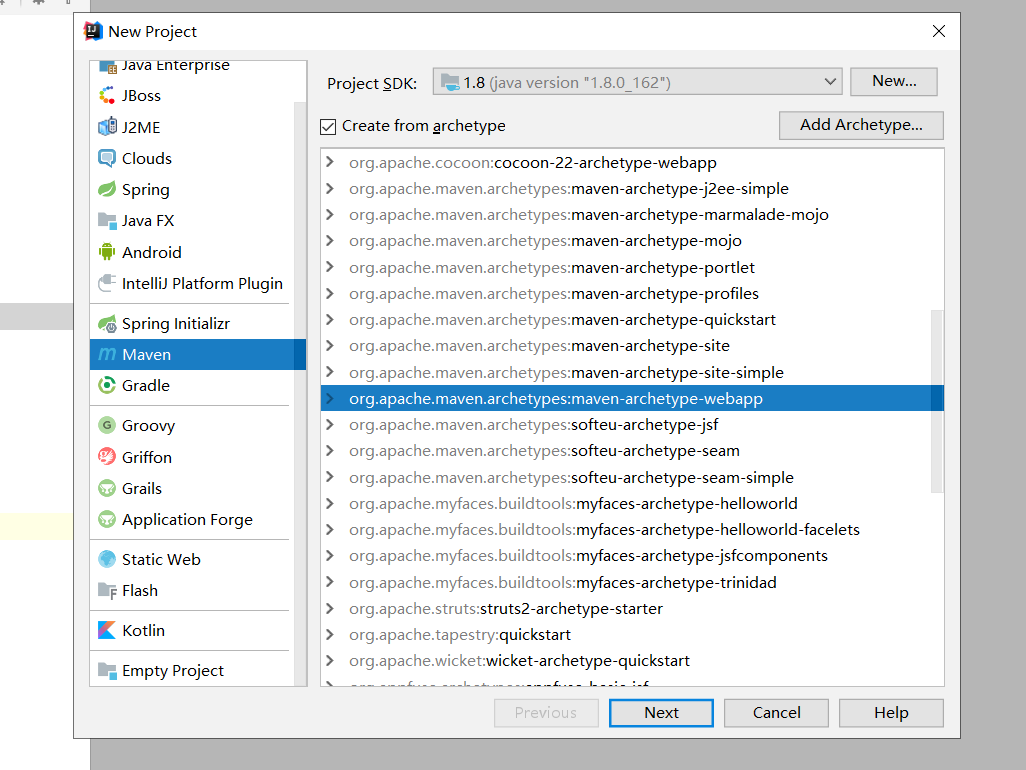 New Project
Java Enterprise
JBoss
J2ME
Clouds
Spring
Java FX
Android
IntelliJ Platform Plugin
Spring Initializr
Maven
Gradle
Groovy
Griffon
Grails
Application Forge
Static Web
Flash
Kotlin
Empty Project
Project SDK: 1.8 (java version "1.8.0_162") New...
Create from archetype Add Archetype...
org.apache.cocoon:cocoon-22-archetype-webapp
org.apache.maven.archetypes:maven-archetype-j2ee-simple
org.apache.maven.archetypes:maven-archetype-marmalade-mojo
org.apache.maven.archetypes:maven-archetype-mojo
org.apache.maven.archetypes:maven-archetype-portlet
org.apache.maven.archetypes:maven-archetype-profiles
org.apache.maven.archetypes:maven-archetype-quickstart
org.apache.maven.archetypes:maven-archetype-site
org.apache.maven.archetypes:maven-archetype-site-simple
org.apache.maven.archetypes:maven-archetype-webapp
org.apache.maven.archetypes:softeu-archetype-jsf
org.apache.maven.archetypes:softeu-archetype-seam
org.apache.maven.archetypes:softeu-archetype-seam-simple
org.apache.myfaces.buildtools:myfaces-archetype-helloworld
org.apache.myfaces.buildtools:myfaces-archetype-helloworld-facelets
org.apache.myfaces.buildtools:myfaces-archetype-jsfcomponents
org.apache.myfaces.buildtools:myfaces-archetype-trinidad
org.apache.struts:struts2-archetype-starter
org.apache.tapestry:quickstart
org.apache.wicket:wicket-archetype-quickstart
Previous Next Cancel Help